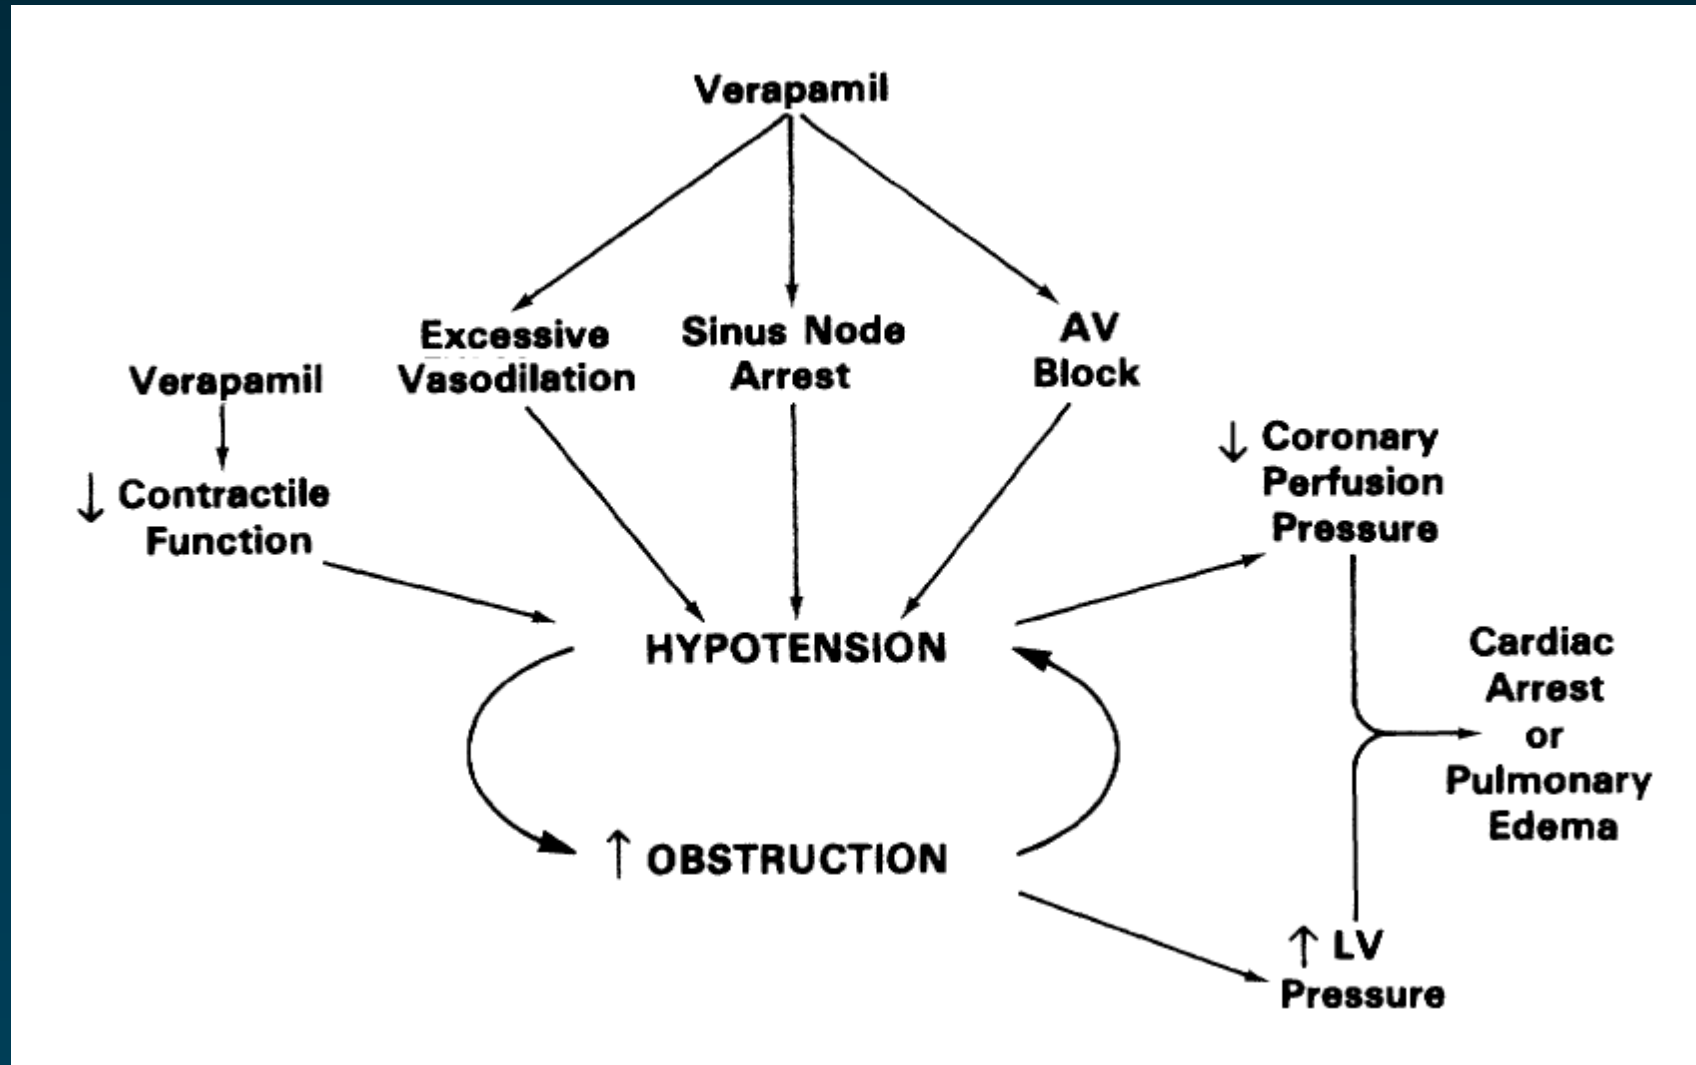 Verapamil
Excessive
Vasodilation
Sinus Node
Arrest
AV
Block
Verapamil
↓ Contractile
Function
↓ Coronary
Perfusion
Pressure
HYPOTENSION
Cardiac
Arrest
or
Pulmonary
Edema
↑ OBSTRUCTION
↑ LV
Pressure